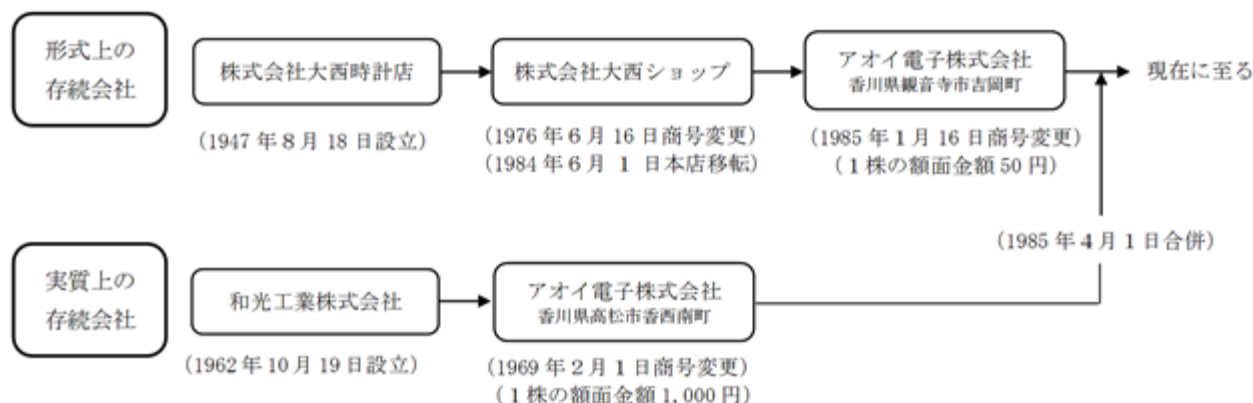 形式上の
存続会社
株式会社大西時計店
(1947年8月18日設立)
株式会社大西ショップ
(1976年6月16日商号変更)
(1984年6月1日本店移転)
アオイ電子株式会社
香川県観音寺市吉岡町
(1985年1月16日商号変更)
(1株の額面金額50円)
現在に至る
(1985年4月1日合併)
実質上の
存続会社
和光工業株式会社
(1962年10月19日設立)
アオイ電子株式会社
香川県高松市香西南町
(1969年2月1日商号変更)
(1株の額面金額1,000円)